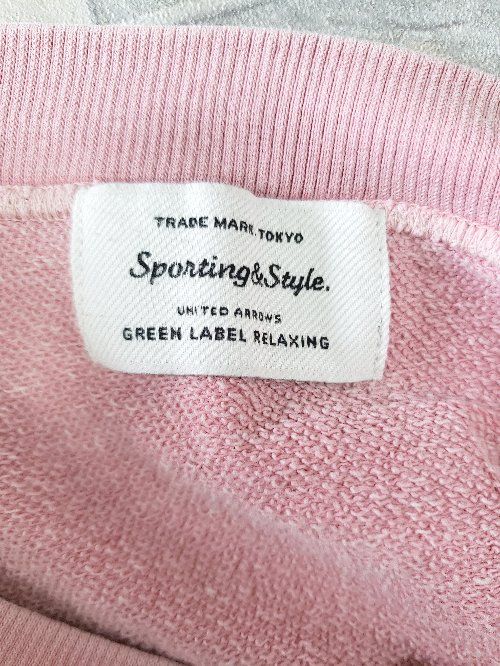 TRADE MARK. TOKYO
Sporting&Style.
UNITED ARROWS
GREEN LABEL RELAXING